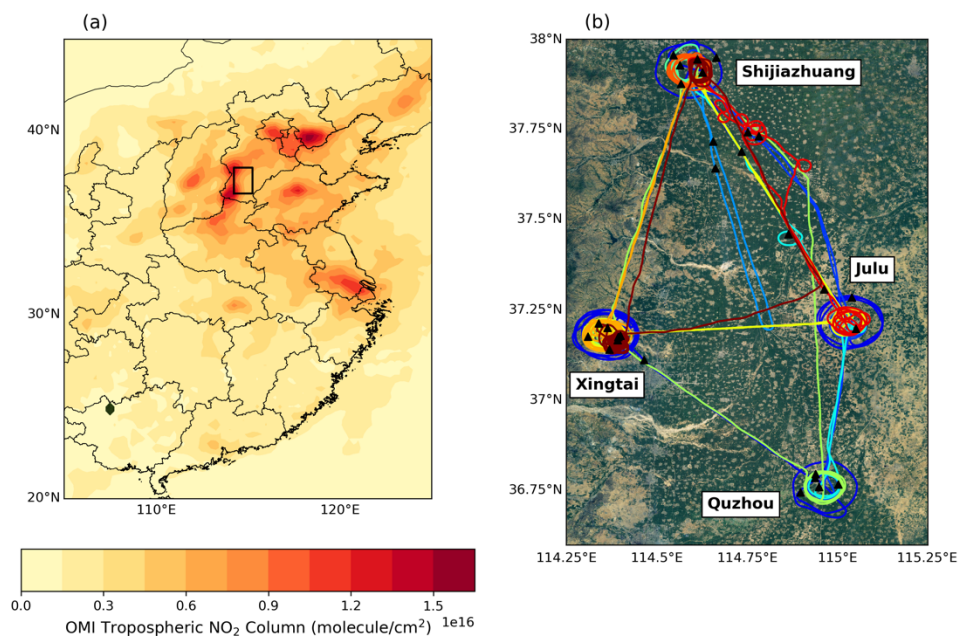 (a)
(b)
40°N
30°N
20°N
110°E
120°E
0.0
0.3
0.6
0.9
1.2
1.5
1e16
OMI Tropospheric NO₂ Column (molecule/cm²)
38°N
37.75°N
37.5°N
37.25°N
37°N
36.75°N
114.25°E
114.5°E
114.75°E
115°E
115.25°E
Shijiazhuang
Julu
Xingtai
Quzhou